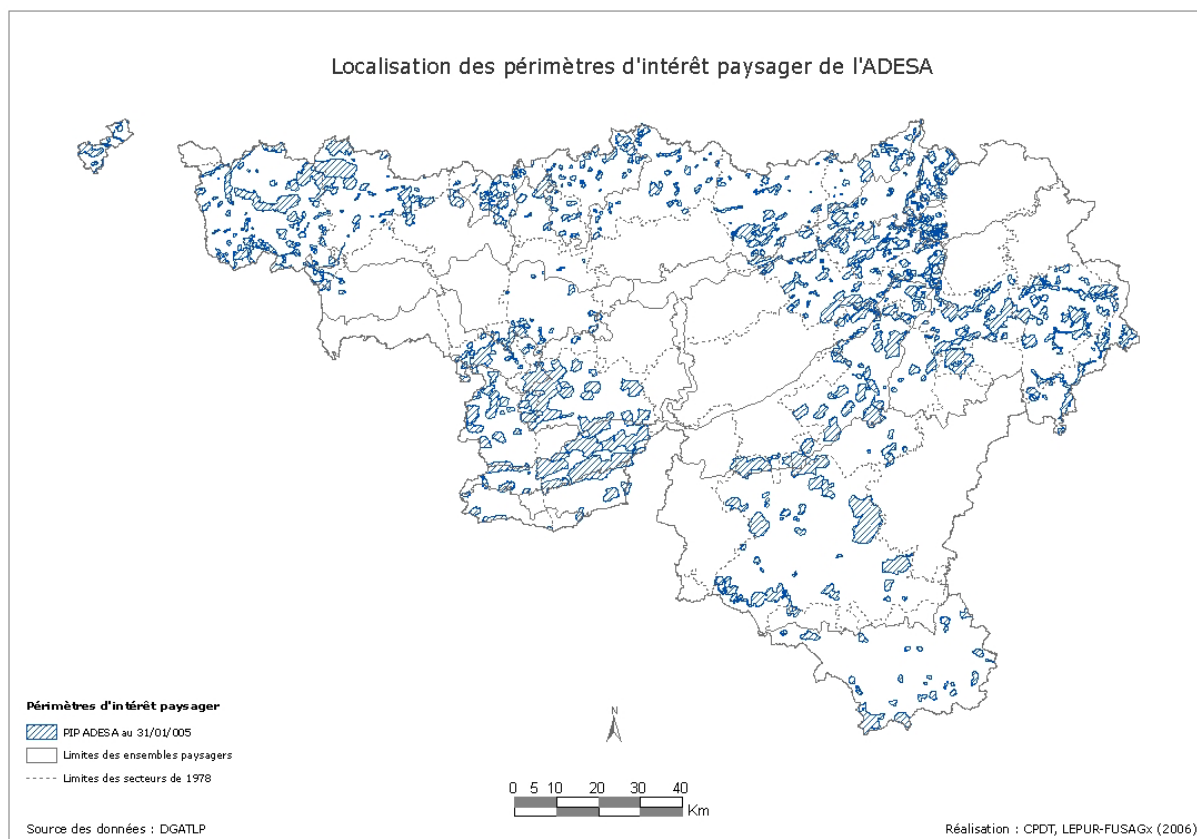 Localisation des périmètres d'intérêt paysager de l'ADESA
Périmètres d'intérêt paysager
PIP ADESA au 31/01/005
Limites des ensembles paysagers
Limites des secteurs de 1978
N
0 5 10 20 30 40
Km
Source des données : DGATLP
Réalisation : CPDT, LEPUR-FUSAGx (2006)